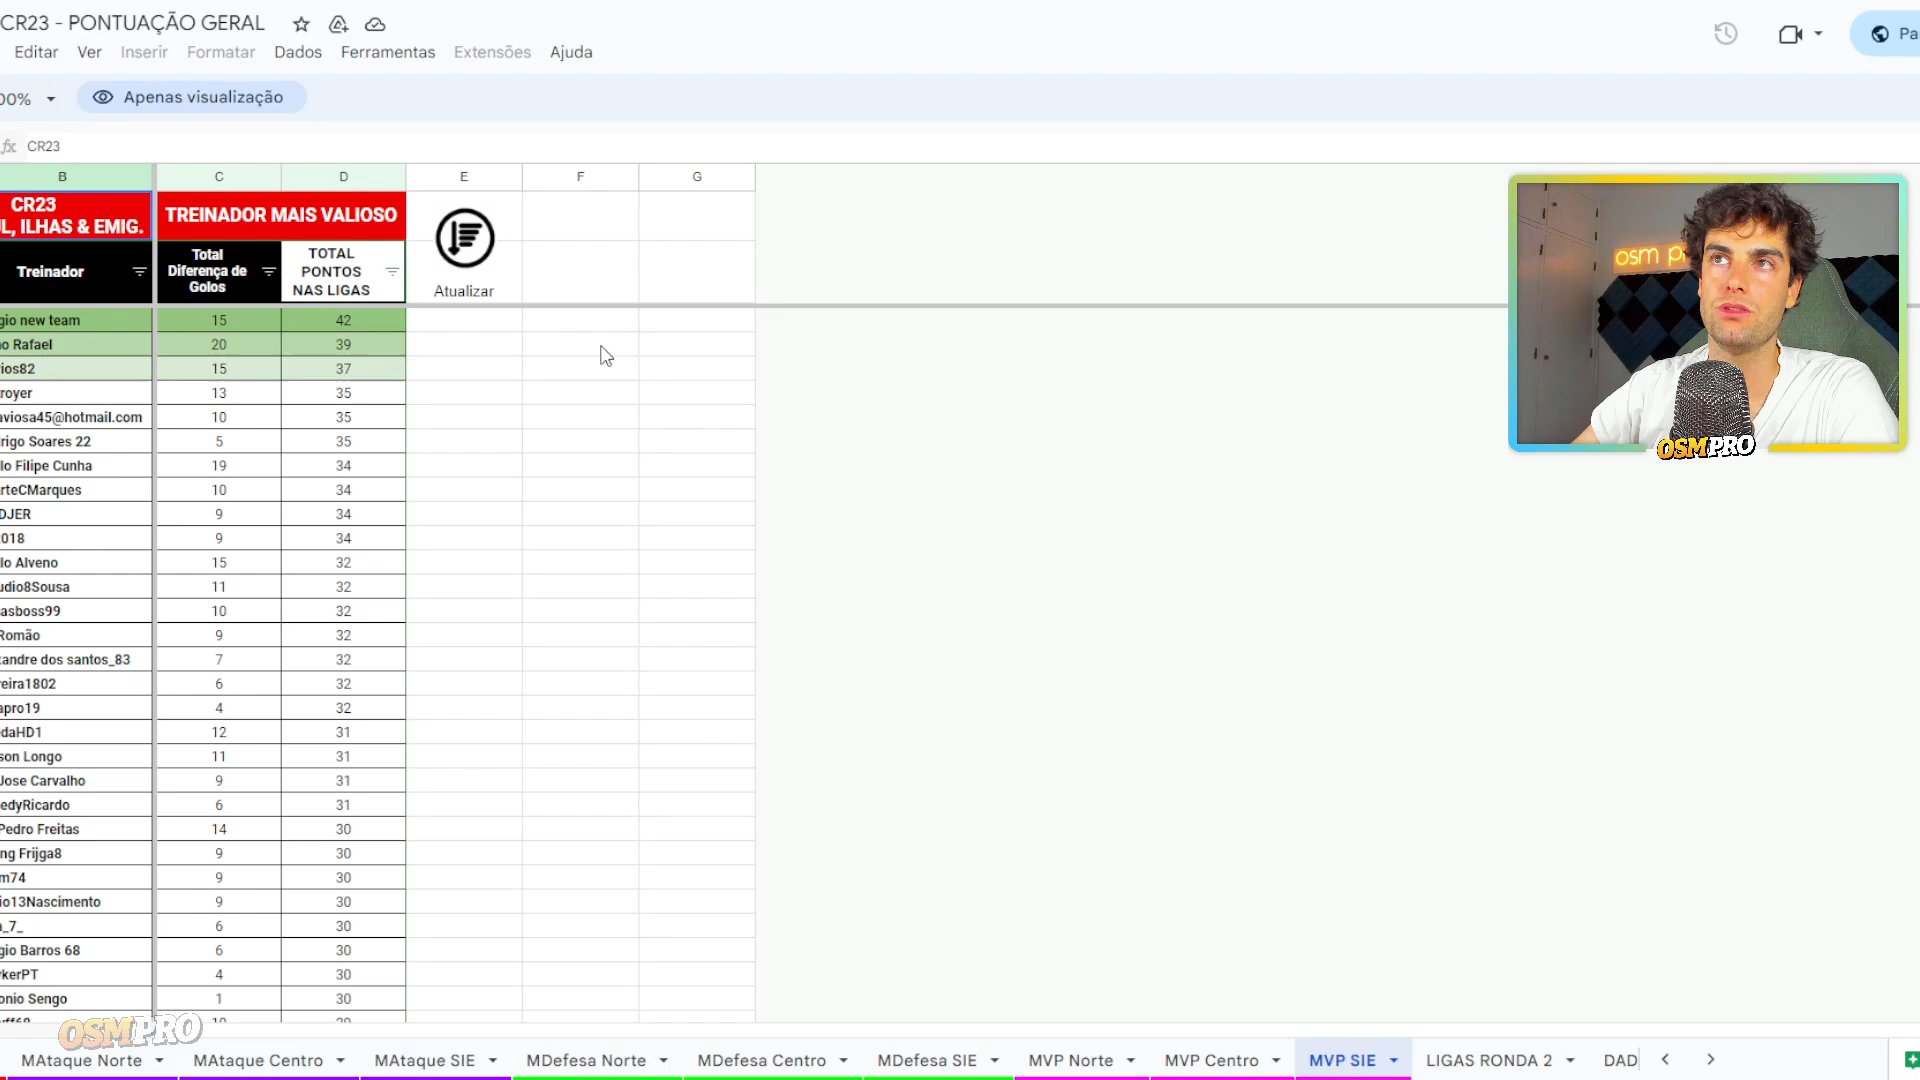 CR23 - PONTUAÇÃO GERAL
Editar Ver Inserir Formatar Dados Ferramentas Extensões Ajuda
00% Apenas visualização
fx CR23
B C D E F G
CR23
L, ILHAS & EMIG.
TREINADOR MAIS VALIOSO
Treinador
Total
Diferença de
Golos
TOTAL
PONTOS
NAS LIGAS
Atualizar
gio new team 15 42
o Rafael 20 39
rios82 15 37
royer 13 35
aviosa45@hotmail.com 10 35
rigo Soares 22 5 35
lo Filipe Cunha 19 34
rteCMarques 10 34
DJER 9 34
2018 9 34
lo Alveno 15 32
udio8Sousa 11 32
asboss99 10 32
Romão 9 32
xandre dos santos_83 7 32
reira1802 6 32
apro19 4 32
daHD1 12 31
son Longo 11 31
Jose Carvalho 9 31
edyRicardo 6 31
Pedro Freitas 14 30
ng Frijga8 9 30
m74 9 30
io13Nascimento 9 30
_7_ 6 30
gio Barros 68 6 30
kerPT 4 30
onio Sengo 1 30
osm p
OSMPRO
OSMPRO
MAtaque Norte MAtaque Centro MAtaque SIE MDefesa Norte MDefesa Centro MDefesa SIE MVP Norte MVP Centro MVP SIE LIGAS RONDA 2 DAD
Pa